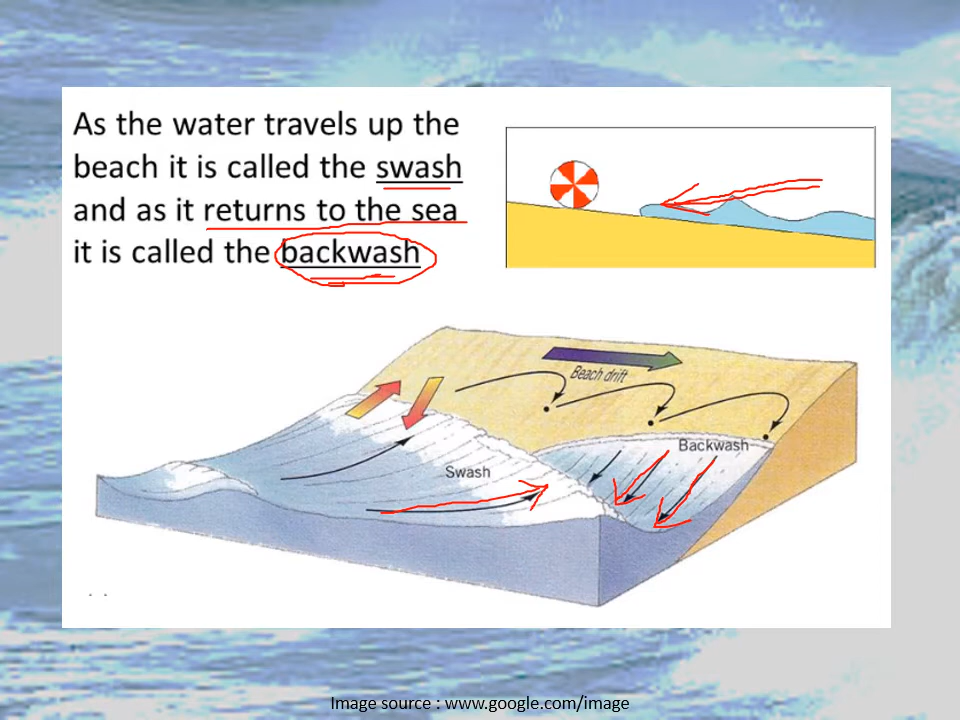 As the water travels up the
beach it is called the swash
and as it returns to the sea
it is called the backwash
Beach drift
Backwash
Swash
Image source : www.google.com/image